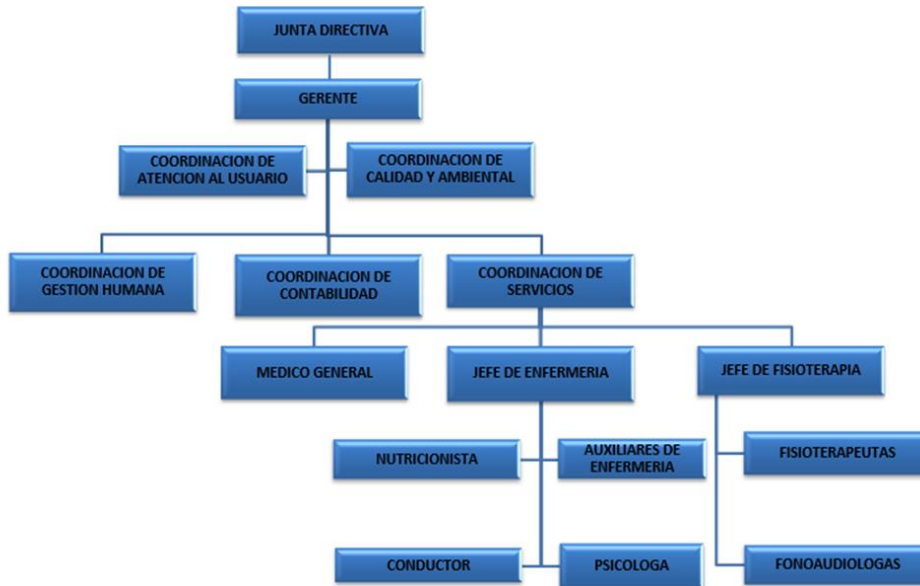 JUNTA DIRECTIVA
GERENTE
COORDINACION DE
ATENCION AL USUARIO
COORDINACION DE
CALIDAD Y AMBIENTAL
COORDINACION DE
GESTION HUMANA
COORDINACION DE
CONTABILIDAD
COORDINACION DE
SERVICIOS
MEDICO GENERAL
JEFE DE ENFERMERIA
JEFE DE FISIOTERAPIA
NUTRICIONISTA
AUXILIARES DE
ENFERMERIA
FISIOTERAPEUTAS
CONDUCTOR
PSICOLOGA
FONOAUDIOLOGAS